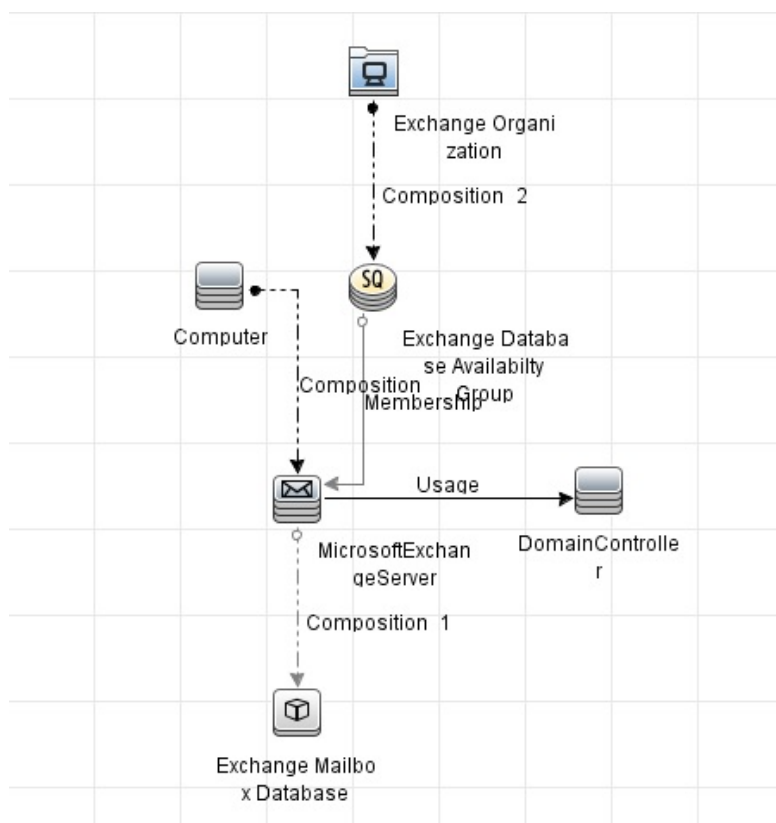 Exchange Organi
zation
Composition 2
SQ
Computer
Exchange Databa
se Availabilty
Group
Composition
Membership
Usage
MicrosoftExchan
geServer
DomainControlle
r
Composition 1
Exchange Mailbo
x Database